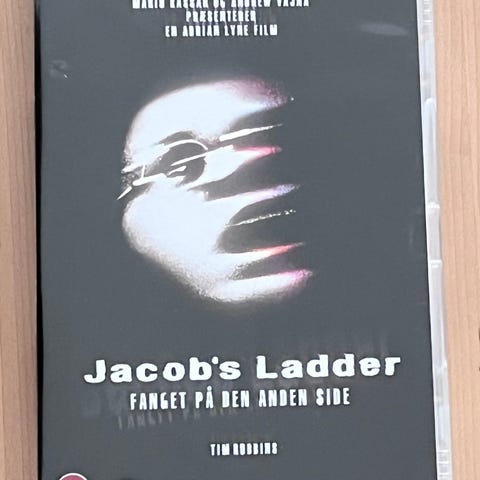 MARIO KASSAR OG ANDREW VAJNA
PRÆSENTERER
EN ADRIAN LYNE FILM
Jacob's Ladder
FANGET PÅ DEN ANDEN SIDE
TIM ROBBINS